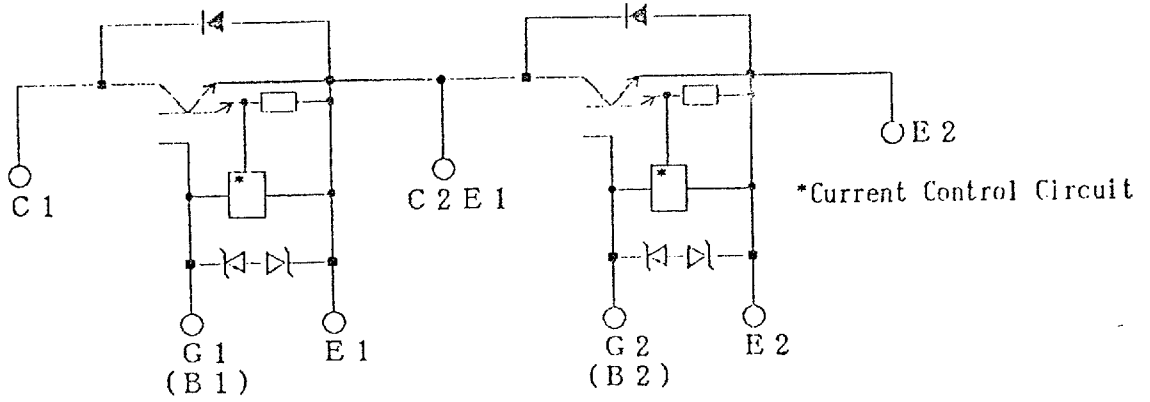 E 2
*Current Control Circuit
C 1
C 2 E 1
*
*
G 1
(B 1)
E 1
G 2
(B 2)
E 2